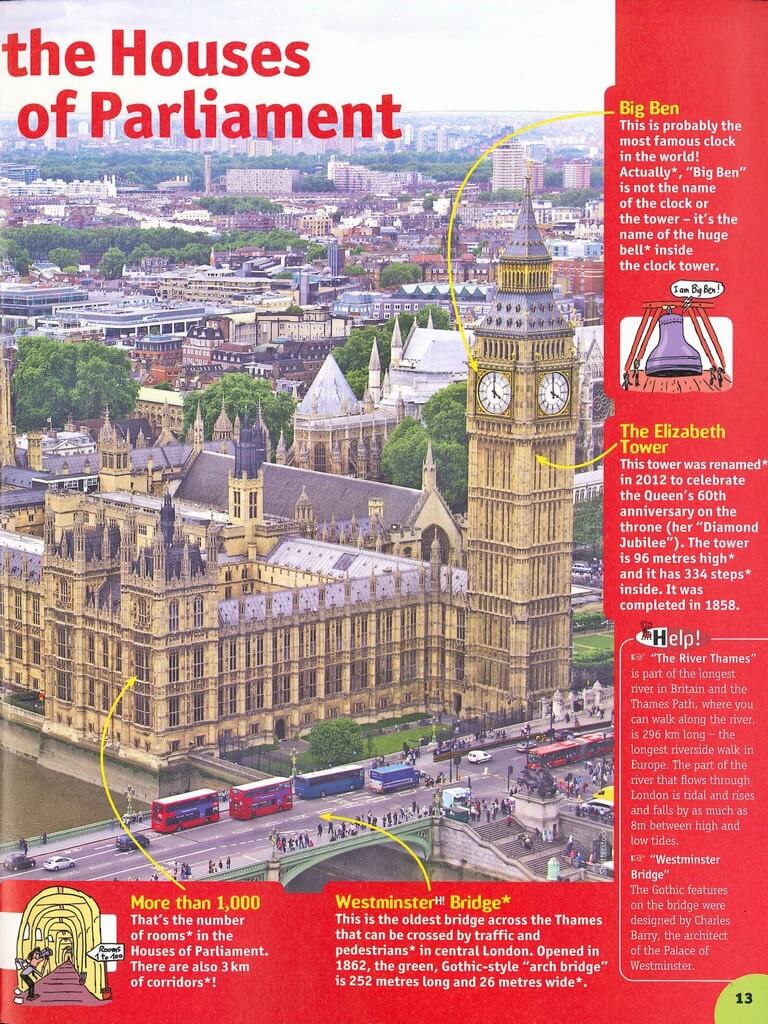 the Houses
of Parliament
Big Ben
This is probably the
most famous clock
in the world!
Actually*, "Big Ben"
is not the name
of the clock or
the tower – it's the
name of the huge
bell* inside
the clock tower.
I am Big Ben!
The Elizabeth
Tower
This tower was renamed*
in 2012 to celebrate
the Queen's 60th
anniversary on the
throne (her "Diamond
Jubilee"). The tower
is 96 metres high*
and it has 334 steps*
inside. It was
completed in 1858.
Help!
☞ "The River Thames"
is part of the longest
river in Britain and the
Thames Path, where you
can walk along the river,
is 296 km long – the
longest riverside walk in
Europe. The part of the
river that flows through
London is tidal and rises
and falls by as much as
8m between high and
low tides.
☞ "Westminster
Bridge"
The Gothic features
on the bridge were
designed by Charles
Barry, the architect
of the Palace of
Westminster.
Rooms
1 to 100
More than 1,000
That's the number
of rooms* in the
Houses of Parliament.
There are also 3 km
of corridors*!
Westminster H! Bridge*
This is the oldest bridge across the Thames
that can be crossed by traffic and
pedestrians* in central London. Opened in
1862, the green, Gothic-style "arch bridge"
is 252 metres long and 26 metres wide*.
13